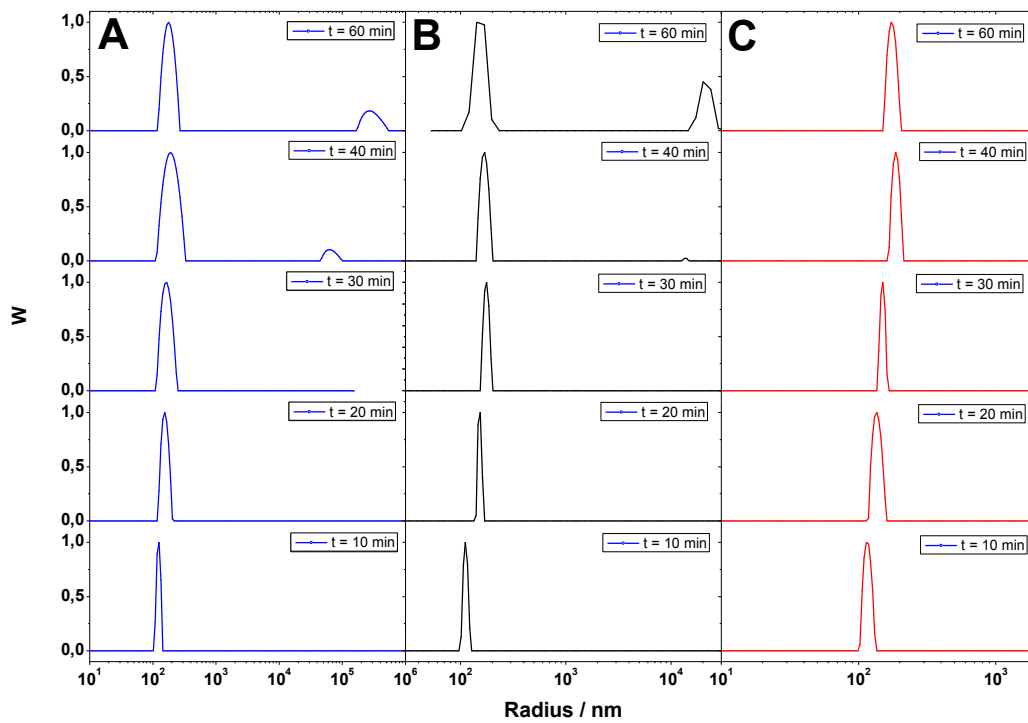 A B C
1,0 t = 60 min t = 60 min t = 60 min
0,5
0,0
1,0 t = 40 min t = 40 min t = 40 min
0,5
0,0
1,0 t = 30 min t = 30 min t = 30 min
0,5
0,0
1,0 t = 20 min t = 20 min t = 20 min
0,5
0,0
1,0 t = 10 min t = 10 min t = 10 min
0,5
0,0
W
10¹ 10² 10³ 10⁴ 10⁵ 10⁶ 10² 10³ 10⁴ 10¹ 10² 10³
Radius / nm